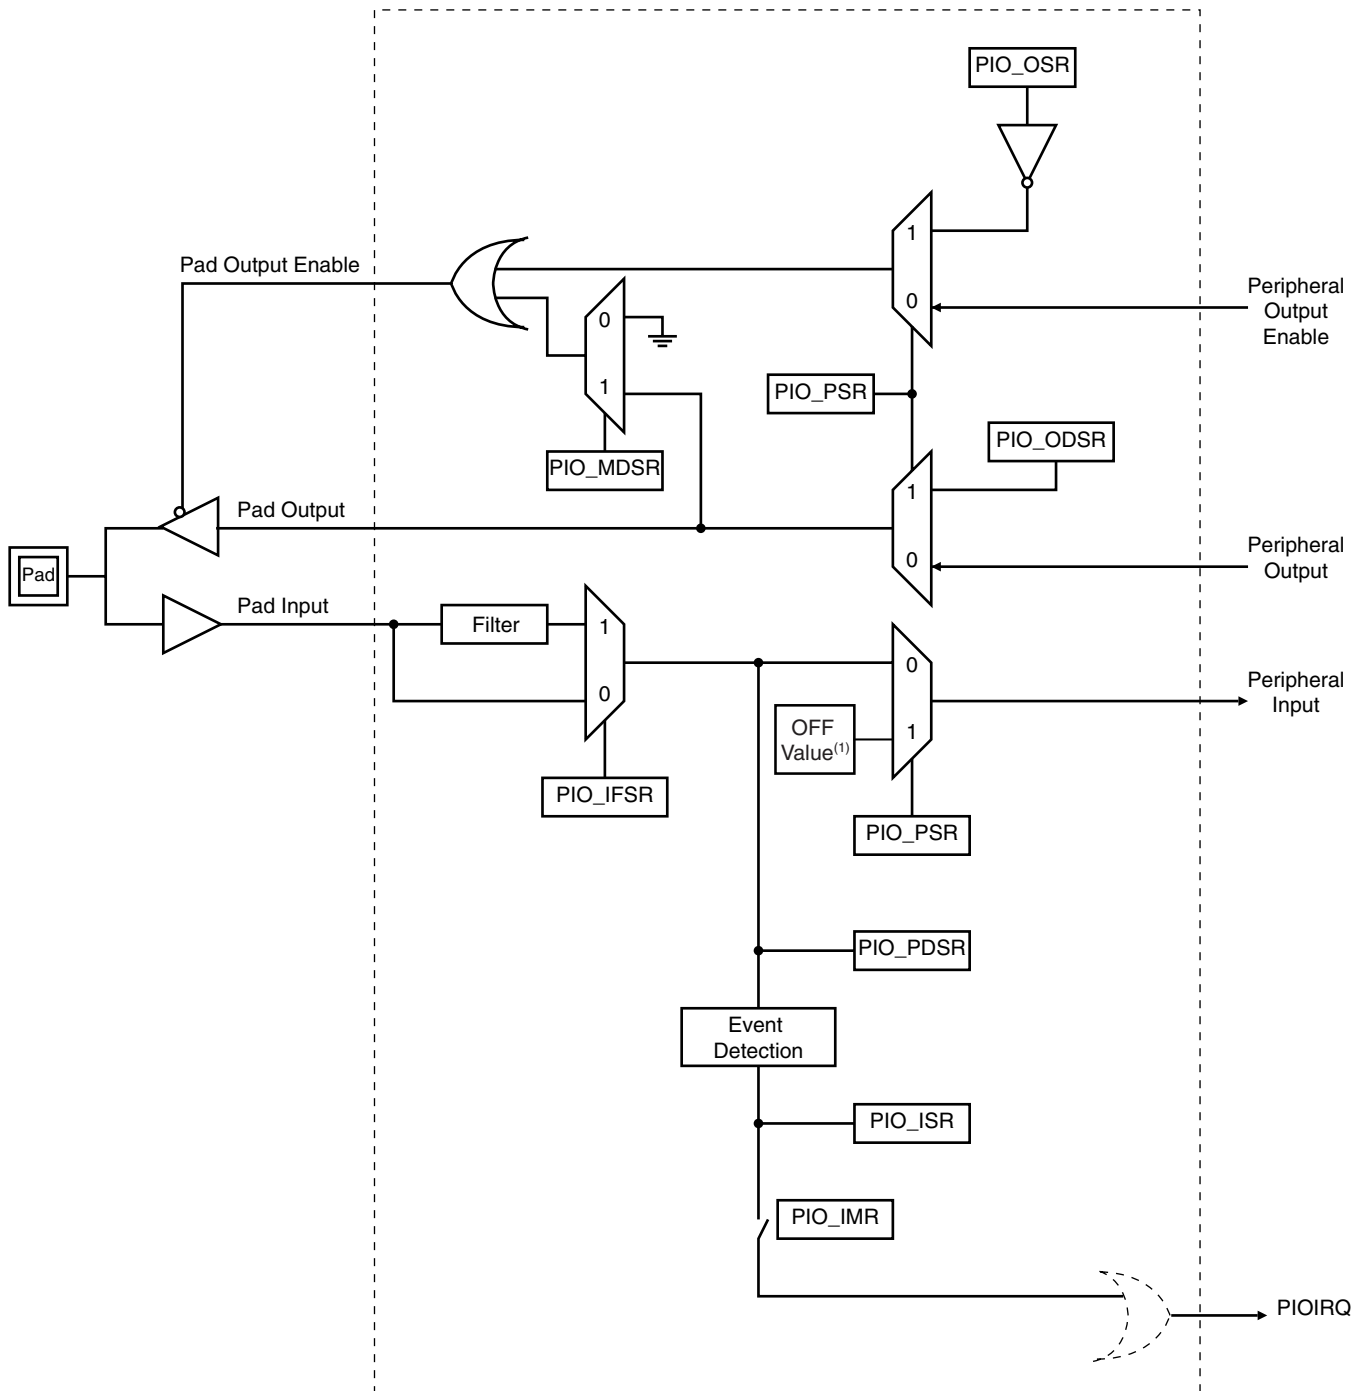 PIO_OSR
1
Pad Output Enable
0
Peripheral
Output
Enable
0
1
PIO_PSR
PIO_MDSR
PIO_ODSR
1
Pad Output
0
Peripheral
Output
Pad
Pad Input
Filter
1
0
0
Peripheral
Input
OFF
Value(1)
1
PIO_IFSR
PIO_PSR
PIO_PDSR
Event
Detection
PIO_ISR
PIO_IMR
PIOIRQ